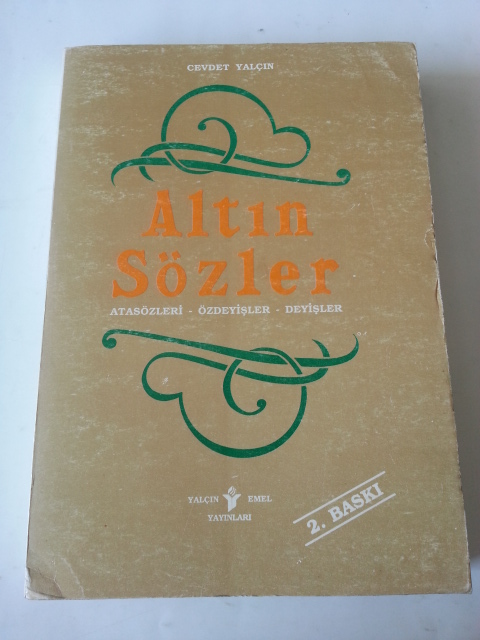 CEVDET YALÇIN
Altın
Sözler
ATASÖZLERİ - ÖZDEYİŞLER - DEYİŞLER
YALÇIN EMEL
YAYINLARI
2. BASKI